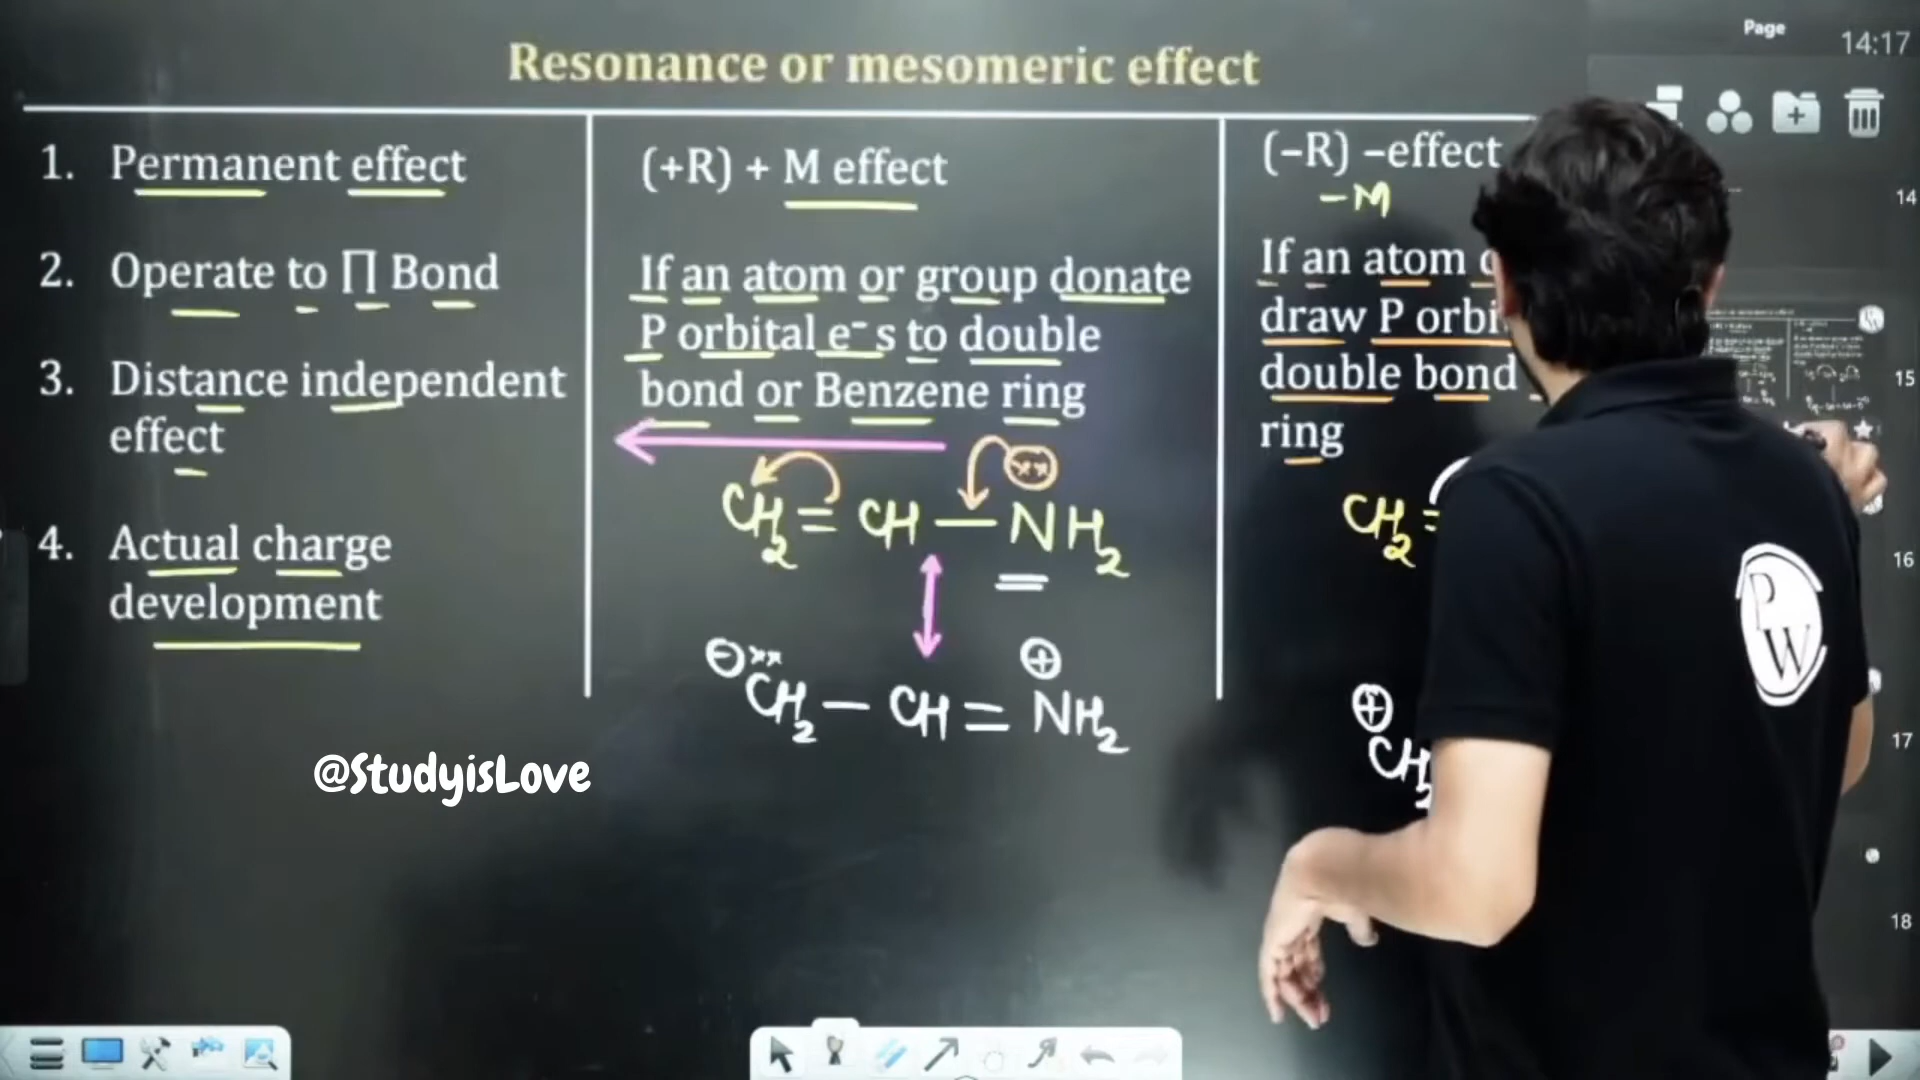 Page
14:17
Resonance or mesomeric effect
1. Permanent effect
2. Operate to ∏ Bond
3. Distance independent
effect
4. Actual charge
development
(+R) + M effect
If an atom or group donate
P orbital e⁻s to double
bond or Benzene ring
CH₂ = CH — NH₂
⊖ ×× ⊕
CH₂ — CH = NH₂
(–R) –effect
– M
If an atom
draw P
double bond
ring
CH₂ =
⊕
CH₂
@StudyisLove
PW
14
15
16
17
18